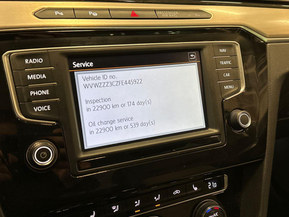 RADIO
MEDIA
PHONE
VOICE
Service
Vehicle ID no.
Inspection
in 22900 km or 174 day(s)
Oil change service
in 22900 km or 539 day(s)
NAV
TRAFFIC
CAR
MENU